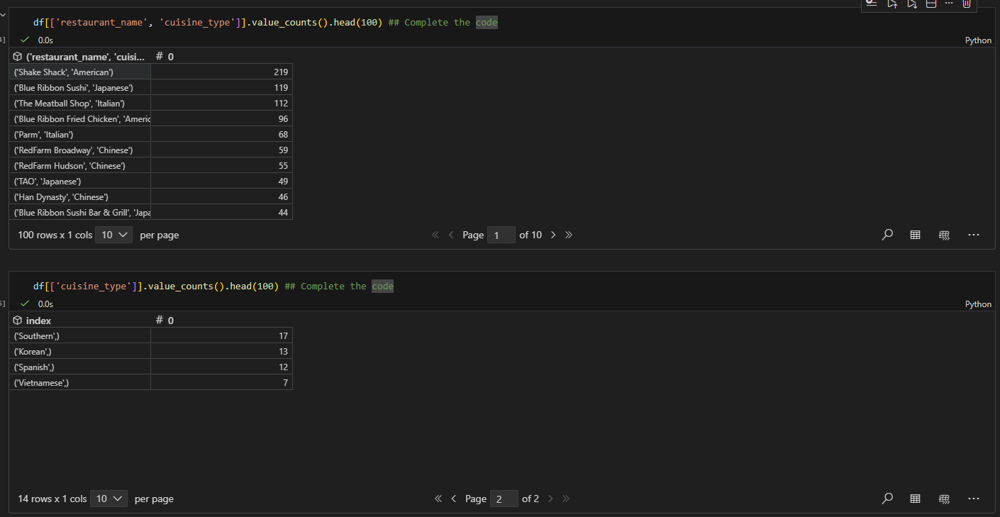 df[['restaurant_name', 'cuisine_type']].value_counts().head(100) ## Complete the code
0.0s
Python
('restaurant_name', 'cuisi... # 0
('Shake Shack', 'American') 219
('Blue Ribbon Sushi', 'Japanese') 119
('The Meatball Shop', 'Italian') 112
('Blue Ribbon Fried Chicken', 'Americ 96
('Parm', 'Italian') 68
('RedFarm Broadway', 'Chinese') 59
('RedFarm Hudson', 'Chinese') 55
('TAO', 'Japanese') 49
('Han Dynasty', 'Chinese') 46
('Blue Ribbon Sushi Bar & Grill', 'Japa 44
100 rows x 1 cols 10 per page Page 1 of 10
df[['cuisine_type']].value_counts().head(100) ## Complete the code
0.0s
Python
index # 0
('Southern',) 17
('Korean',) 13
('Spanish',) 12
('Vietnamese',) 7
14 rows x 1 cols 10 per page Page 2 of 2